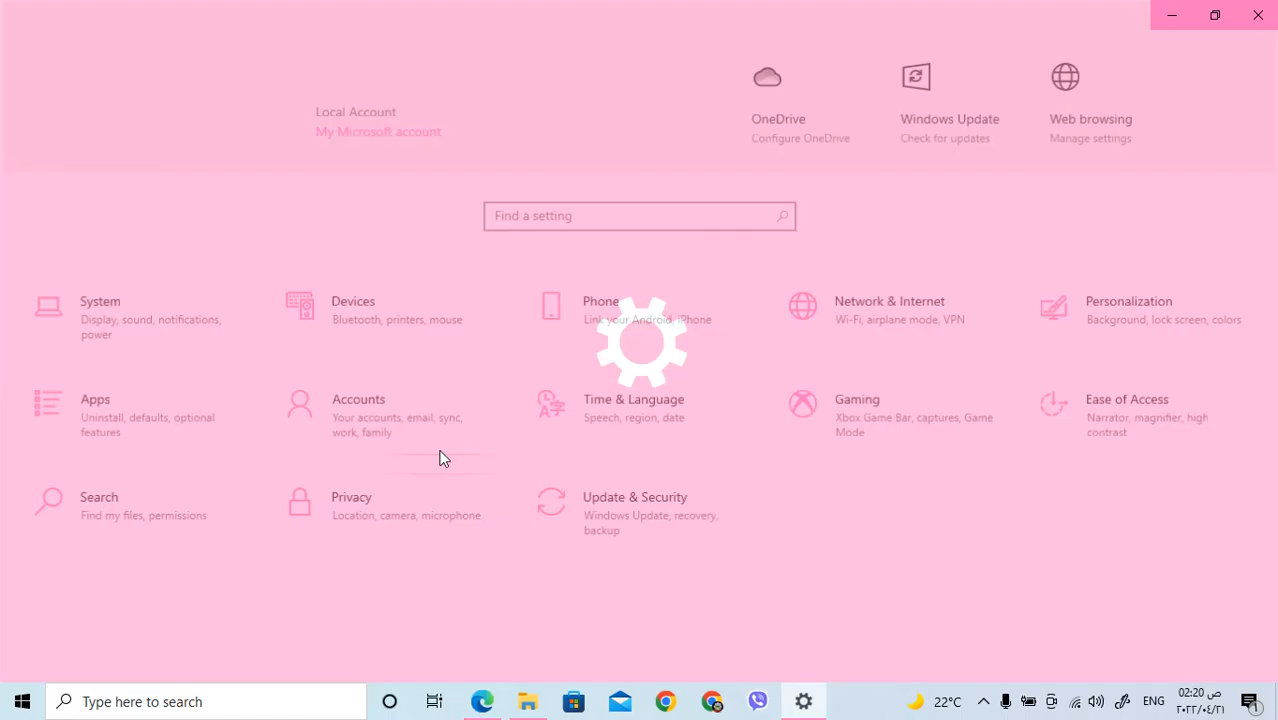 Local Account
My Microsoft account
OneDrive
Configure OneDrive
Windows Update
Check for updates
Web browsing
Manage settings
Find a setting
System
Display, sound, notifications,
power
Devices
Bluetooth, printers, mouse
Phone
Link your Android, iPhone
Network & Internet
Wi-Fi, airplane mode, VPN
Personalization
Background, lock screen, colors
Apps
Uninstall, defaults, optional
features
Accounts
Your accounts, email, sync,
work, family
Time & Language
Speech, region, date
Gaming
Xbox Game Bar, captures, Game
Mode
Ease of Access
Narrator, magnifier, high
contrast
Search
Find my files, permissions
Privacy
Location, camera, microphone
Update & Security
Windows Update, recovery,
backup
Type here to search
22°C
ENG
02:20 ص
1